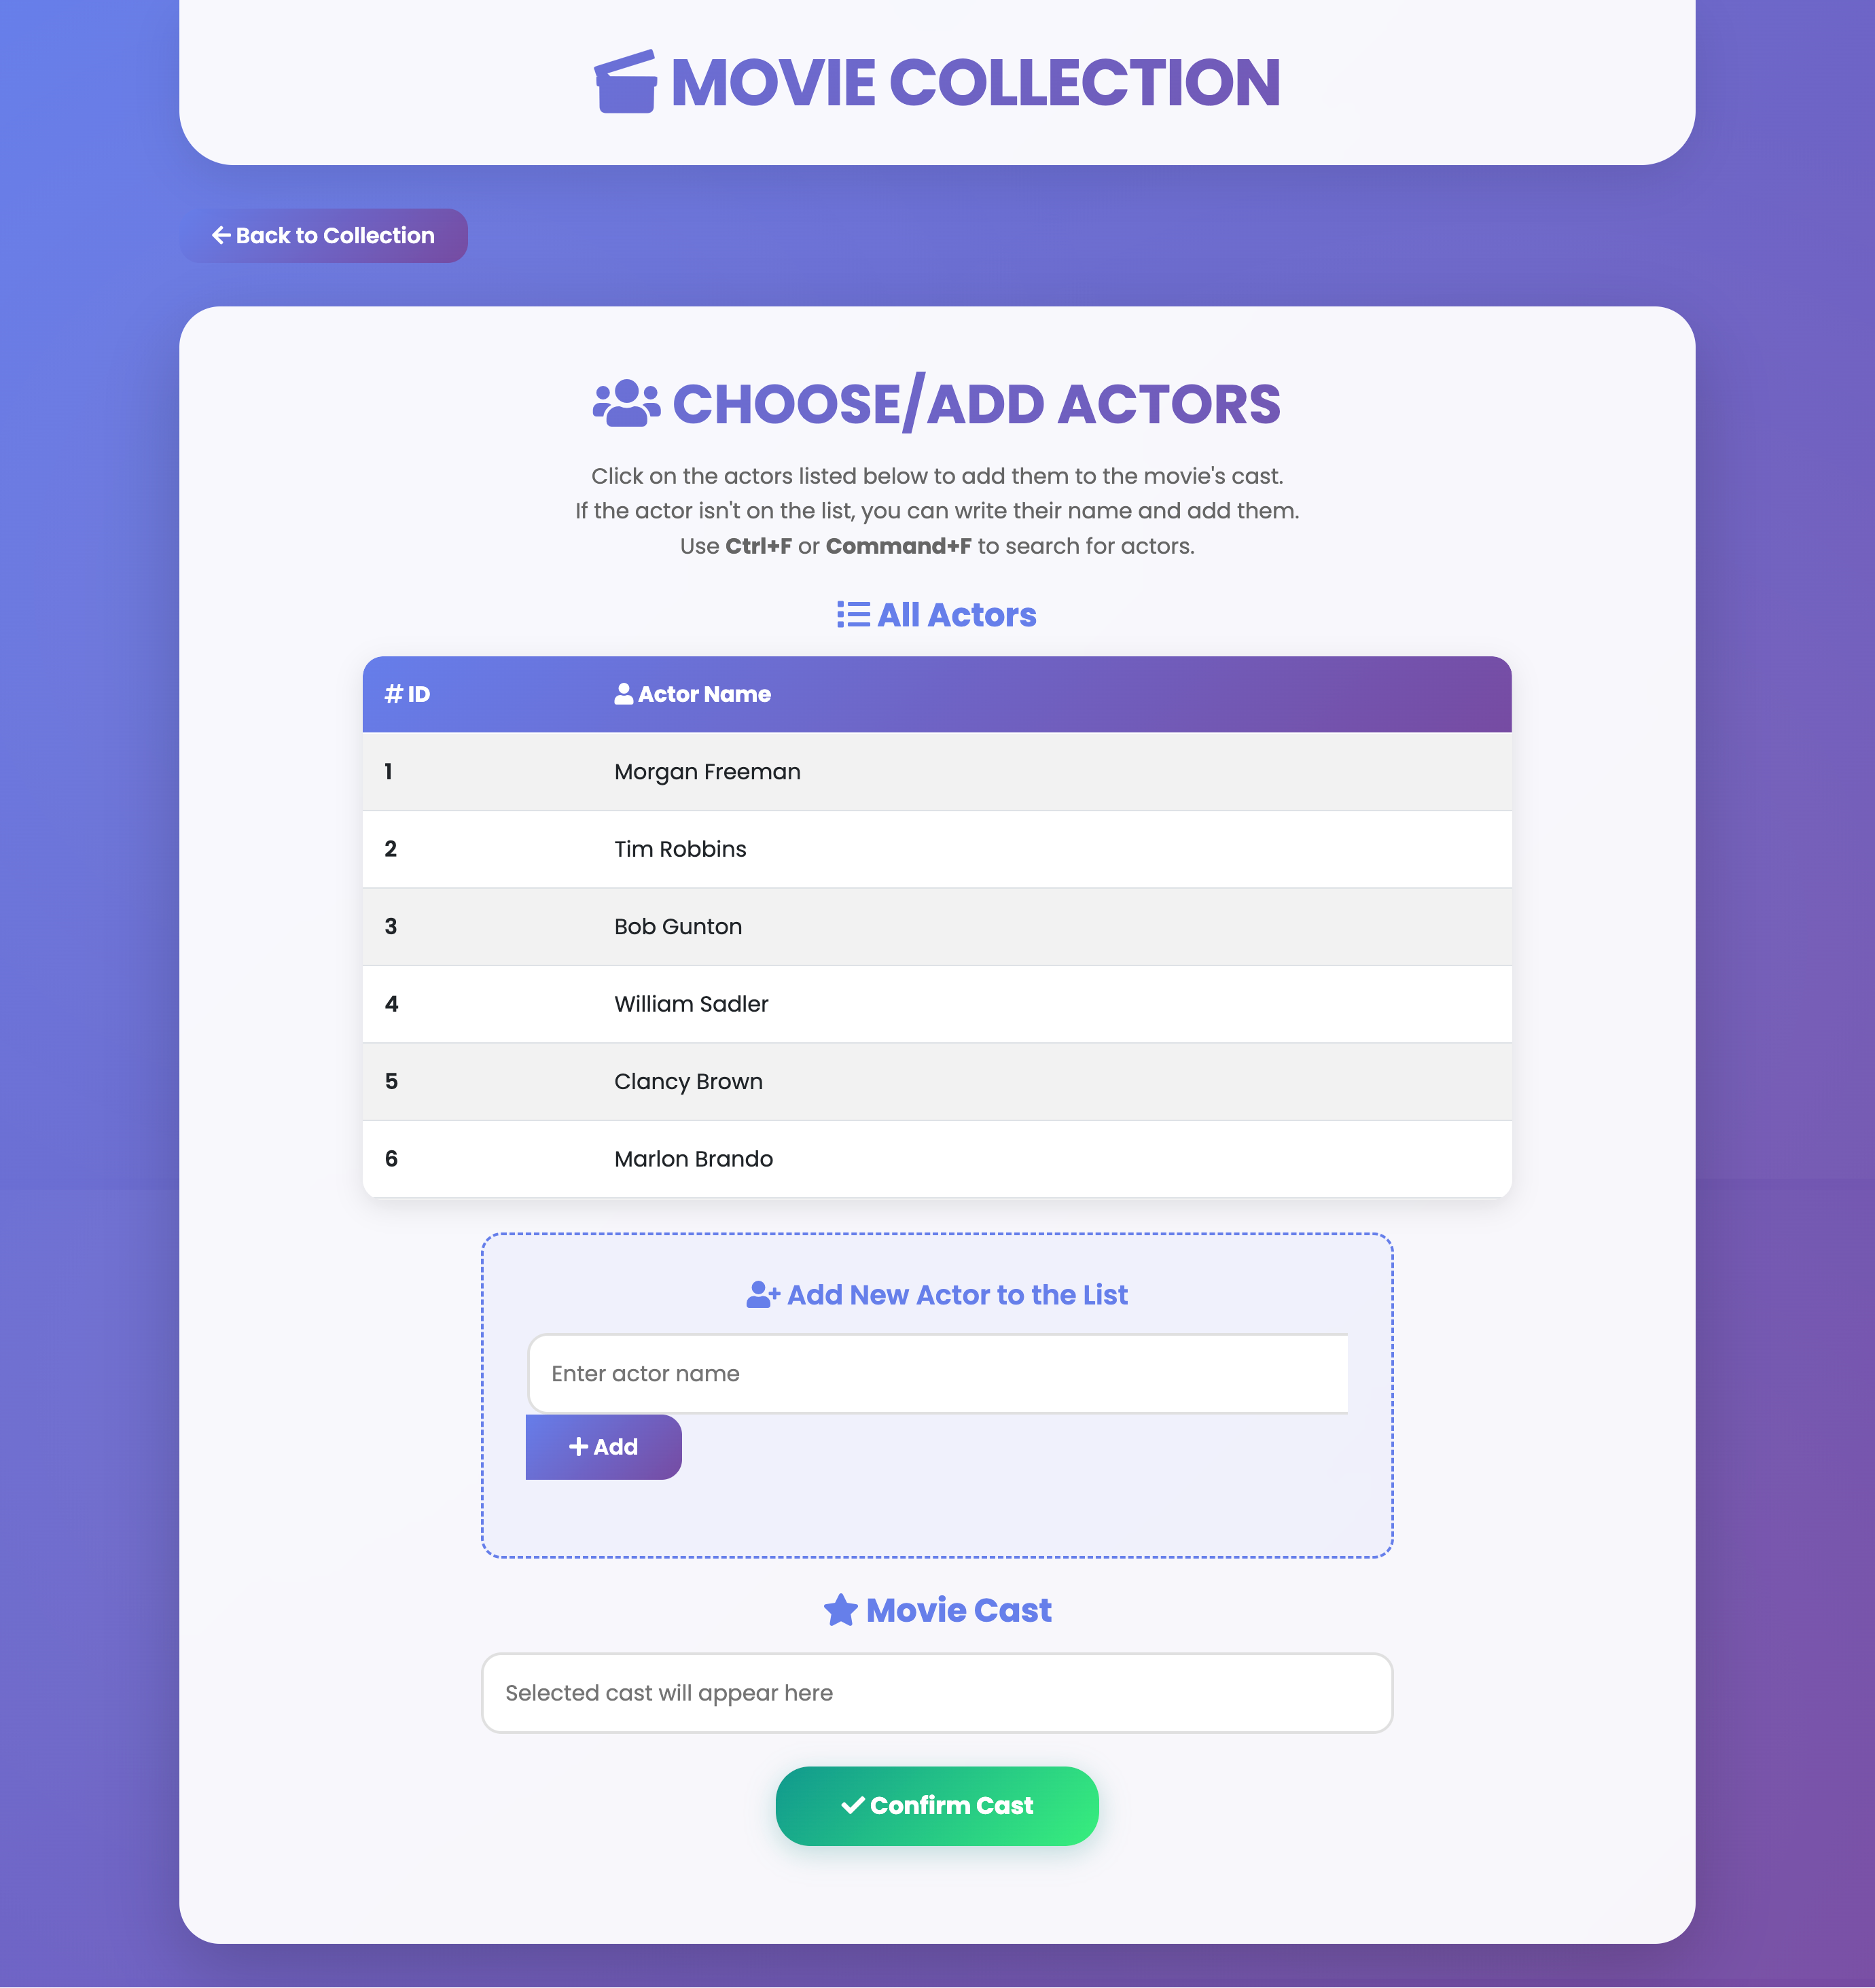 MOVIE COLLECTION
Back to Collection
CHOOSE/ADD ACTORS
Click on the actors listed below to add them to the movie's cast.
If the actor isn't on the list, you can write their name and add them.
Use Ctrl+F or Command+F to search for actors.
All Actors
# ID Actor Name
1 Morgan Freeman
2 Tim Robbins
3 Bob Gunton
4 William Sadler
5 Clancy Brown
6 Marlon Brando
Add New Actor to the List
Enter actor name
Add
Movie Cast
Selected cast will appear here
Confirm Cast